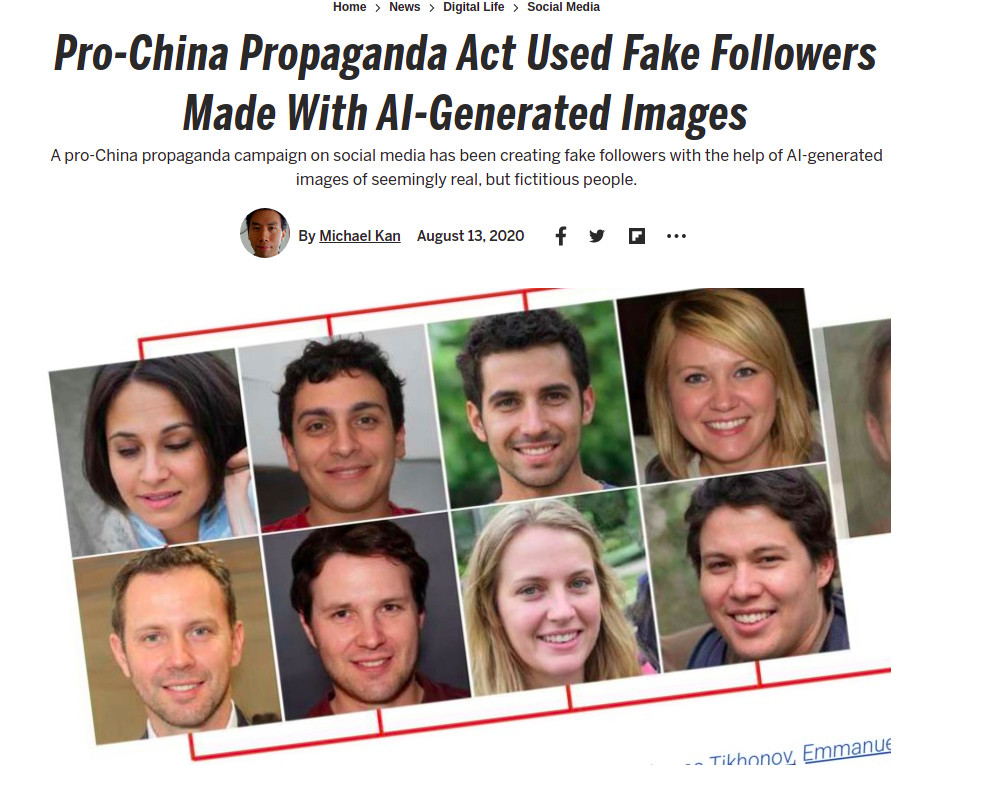 Home > News > Digital Life > Social Media
Pro-China Propaganda Act Used Fake Followers
Made With AI-Generated Images
A pro-China propaganda campaign on social media has been creating fake followers with the help of AI-generated
images of seemingly real, but fictitious people.
By Michael Kan August 13, 2020
Tikhonov, Emmanue